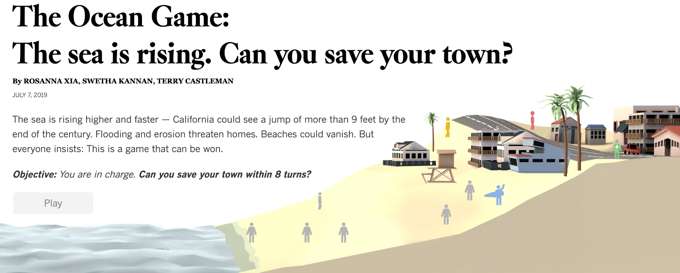 The Ocean Game:
The sea is rising. Can you save your town?
By ROSANNA XIA, SWETHA KANNAN, TERRY CASTLEMAN
JULY 7, 2019
The sea is rising higher and faster — California could see a jump of more than 9 feet by the
end of the century. Flooding and erosion threaten homes. Beaches could vanish. But
everyone insists: This is a game that can be won.
Objective: You are in charge. Can you save your town within 8 turns?
Play